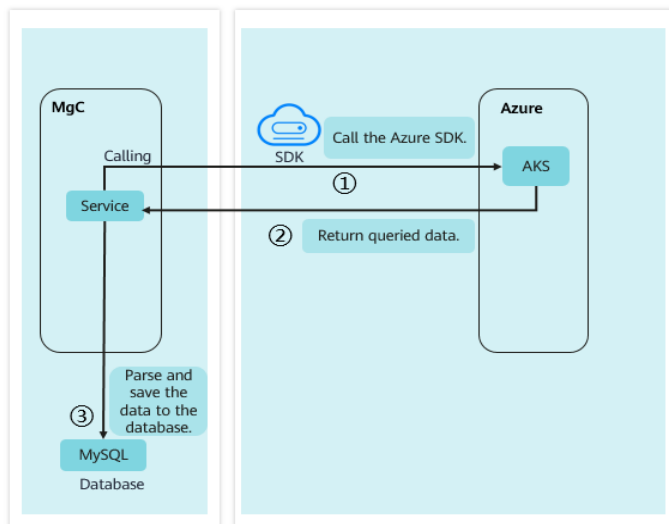 MgC
Azure
Call the Azure SDK.
Calling
SDK
AKS
①
Service
②
Return queried data.
Parse and
save the
data to the
database.
③
MySQL
Database